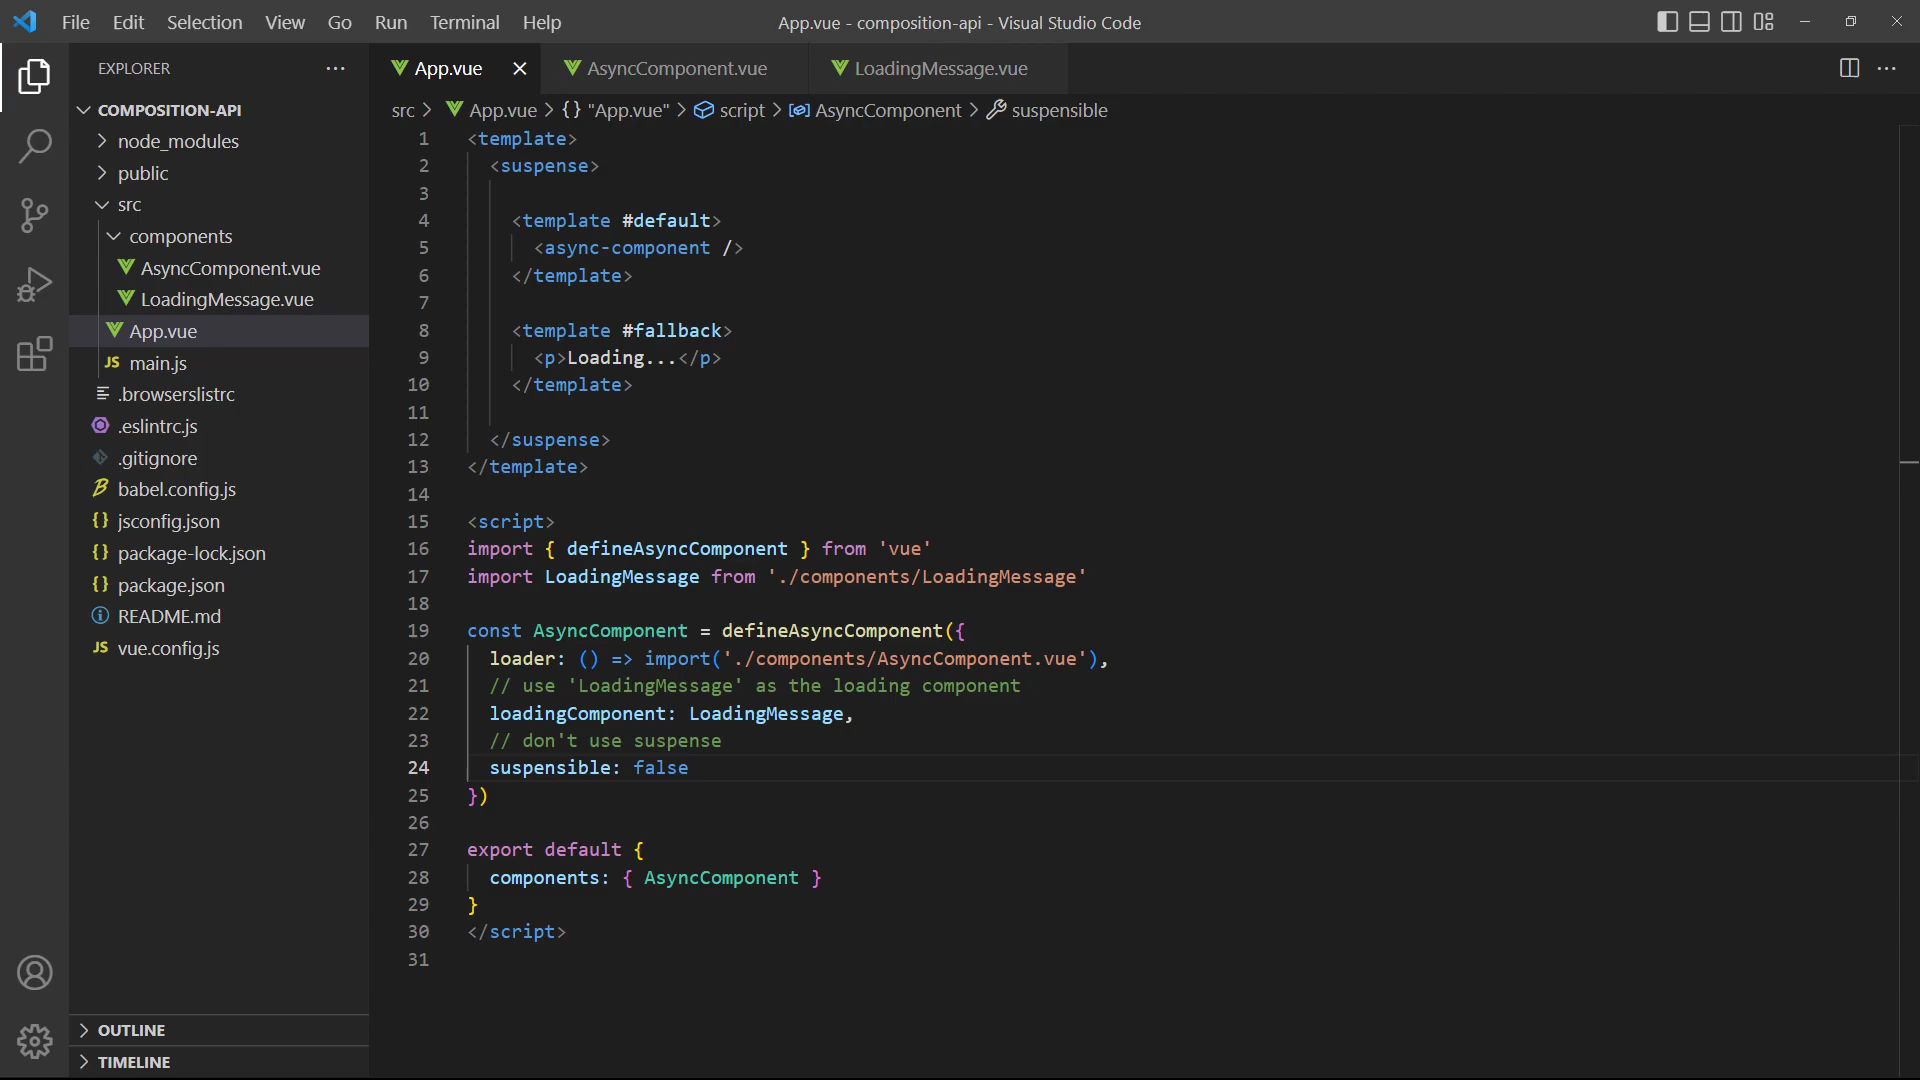 File Edit Selection View Go Run Terminal Help
App.vue - composition-api - Visual Studio Code
EXPLORER
COMPOSITION-API
node_modules
public
src
components
AsyncComponent.vue
LoadingMessage.vue
App.vue
JS main.js
.browserslistrc
.eslintrc.js
.gitignore
babel.config.js
{} jsconfig.json
{} package-lock.json
{} package.json
README.md
JS vue.config.js
OUTLINE
TIMELINE
App.vue AsyncComponent.vue LoadingMessage.vue
src > App.vue > {} "App.vue" > script > AsyncComponent > suspensible
1 <template>
2 <suspense>
3
4 <template #default>
5 <async-component />
6 </template>
7
8 <template #fallback>
9 <p>Loading...</p>
10 </template>
11
12 </suspense>
13 </template>
14
15 <script>
16 import { defineAsyncComponent } from 'vue'
17 import LoadingMessage from './components/LoadingMessage'
18
19 const AsyncComponent = defineAsyncComponent({
20 loader: () => import('./components/AsyncComponent.vue'),
21 // use 'LoadingMessage' as the loading component
22 loadingComponent: LoadingMessage,
23 // don't use suspense
24 suspensible: false
25 })
26
27 export default {
28 components: { AsyncComponent }
29 }
30 </script>
31